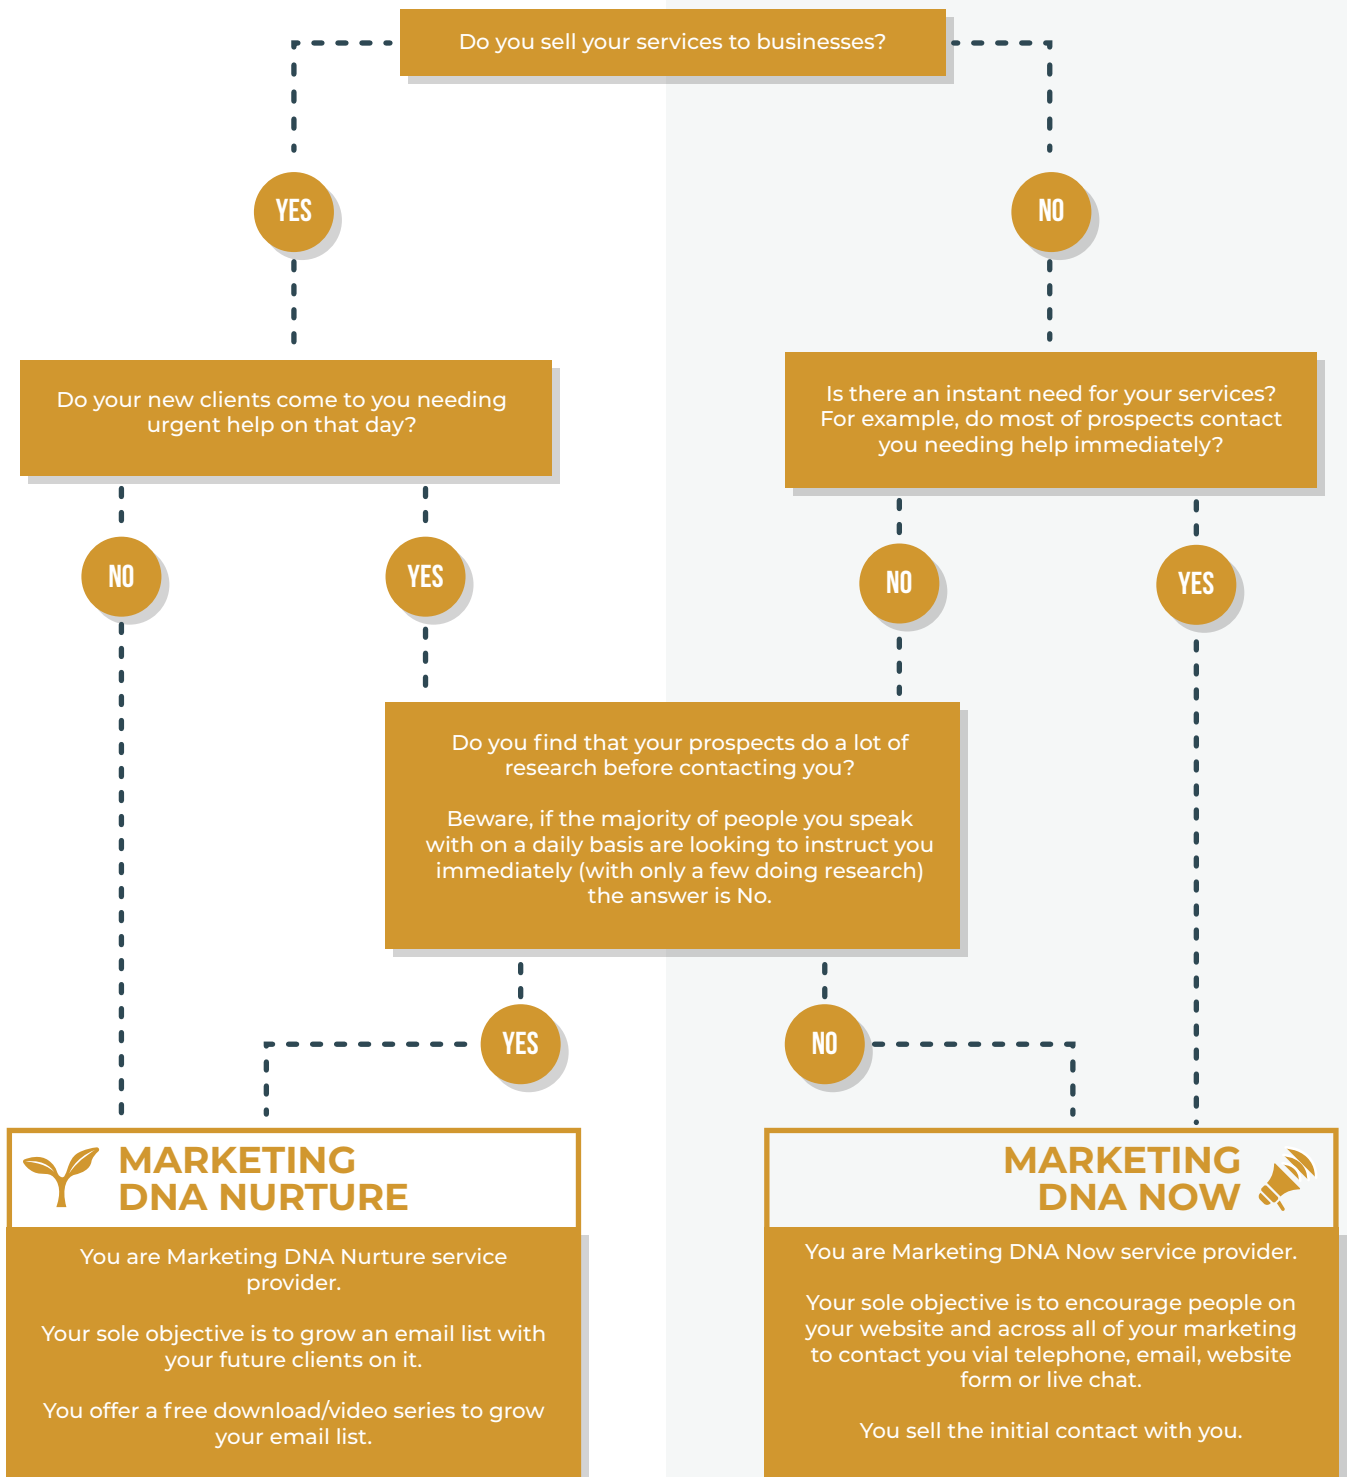 Do you sell your services to businesses?
YES
NO
Do your new clients come to you needing
urgent help on that day?
Is there an instant need for your services?
For example, do most of prospects contact
you needing help immediately?
NO
YES
NO
YES
Do you find that your prospects do a lot of
research before contacting you?
Beware, if the majority of people you speak
with on a daily basis are looking to instruct you
immediately (with only a few doing research)
the answer is No.
YES
NO
MARKETING
DNA NURTURE
You are Marketing DNA Nurture service
provider.
Your sole objective is to grow an email list with
your future clients on it.
You offer a free download/video series to grow
your email list.
MARKETING
DNA NOW
You are Marketing DNA Now service provider.
Your sole objective is to encourage people on
your website and across all of your marketing
to contact you vial telephone, email, website
form or live chat.
You sell the initial contact with you.